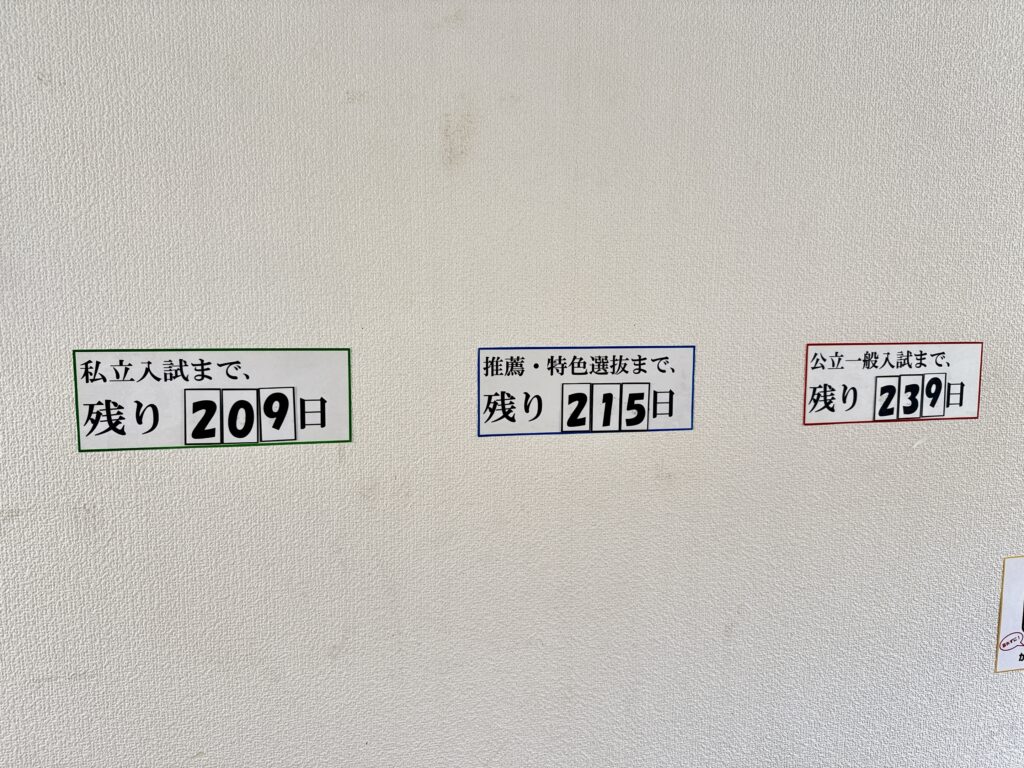 私立入試まで、
残り 209日
推薦・特色選抜まで、
残り 215日
公立一般入試まで、
残り 239日